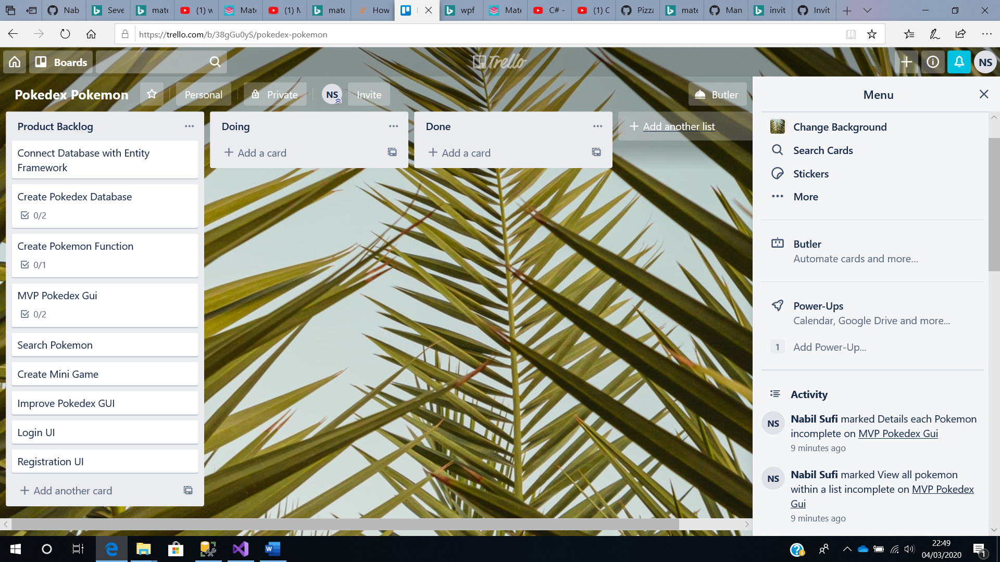 Nab
Seve
mate
(1) w
Mate
(1) M
mate
How
wpf
Mate
C# -
(1) C
Pizza
mate
Man
invit
Invit
https://trello.com/b/38gGu0yS/pokedex-pokemon
Boards
Trello
NS
Pokedex Pokemon
Personal
Private
NS
Invite
Butler
Product Backlog
Connect Database with Entity
Framework
Create Pokedex Database
0/2
Create Pokemon Function
0/1
MVP Pokedex Gui
0/2
Search Pokemon
Create Mini Game
Improve Pokedex GUI
Login UI
Registration UI
+ Add another card
Doing
+ Add a card
Done
+ Add a card
+ Add another list
Menu
Change Background
Search Cards
Stickers
More
Butler
Automate cards and more...
Power-Ups
Calendar, Google Drive and more...
1 Add Power-Up...
Activity
NS
Nabil Sufi marked Details each Pokemon
incomplete on MVP Pokedex Gui
9 minutes ago
NS
Nabil Sufi marked View all pokemon
within a list incomplete on MVP Pokedex
Gui
9 minutes ago
22:49
04/03/2020
1